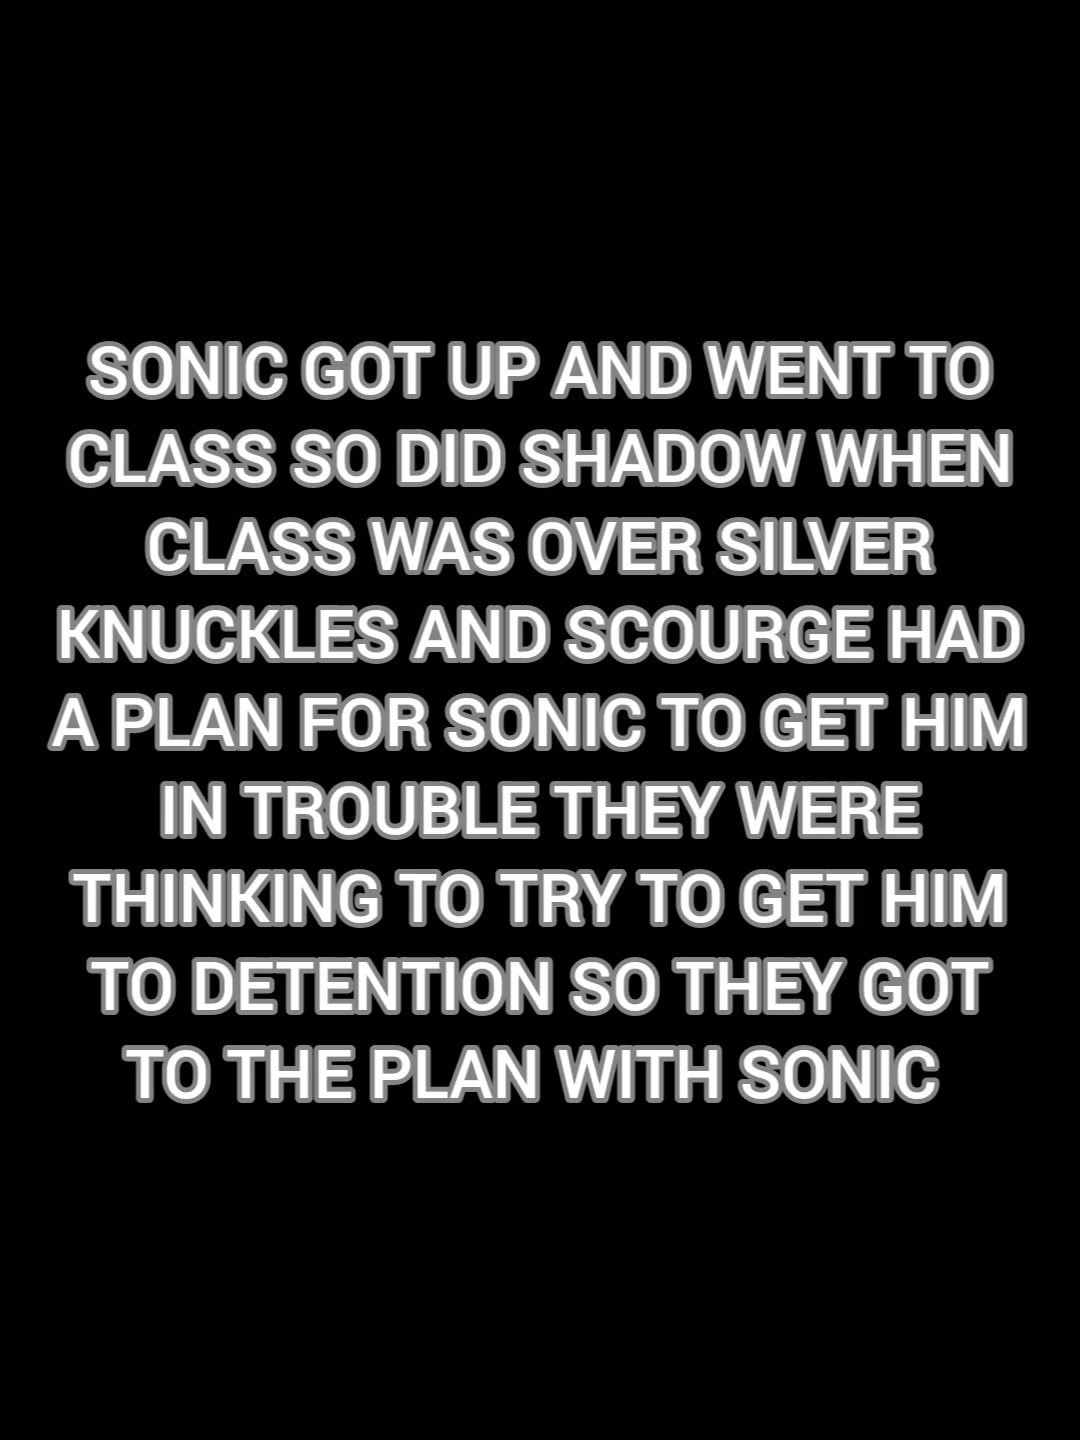 SONIC GOT UP AND WENT TO
CLASS SO DID SHADOW WHEN
CLASS WAS OVER SILVER
KNUCKLES AND SCOURGE HAD
A PLAN FOR SONIC TO GET HIM
IN TROUBLE THEY WERE
THINKING TO TRY TO GET HIM
TO DETENTION SO THEY GOT
TO THE PLAN WITH SONIC